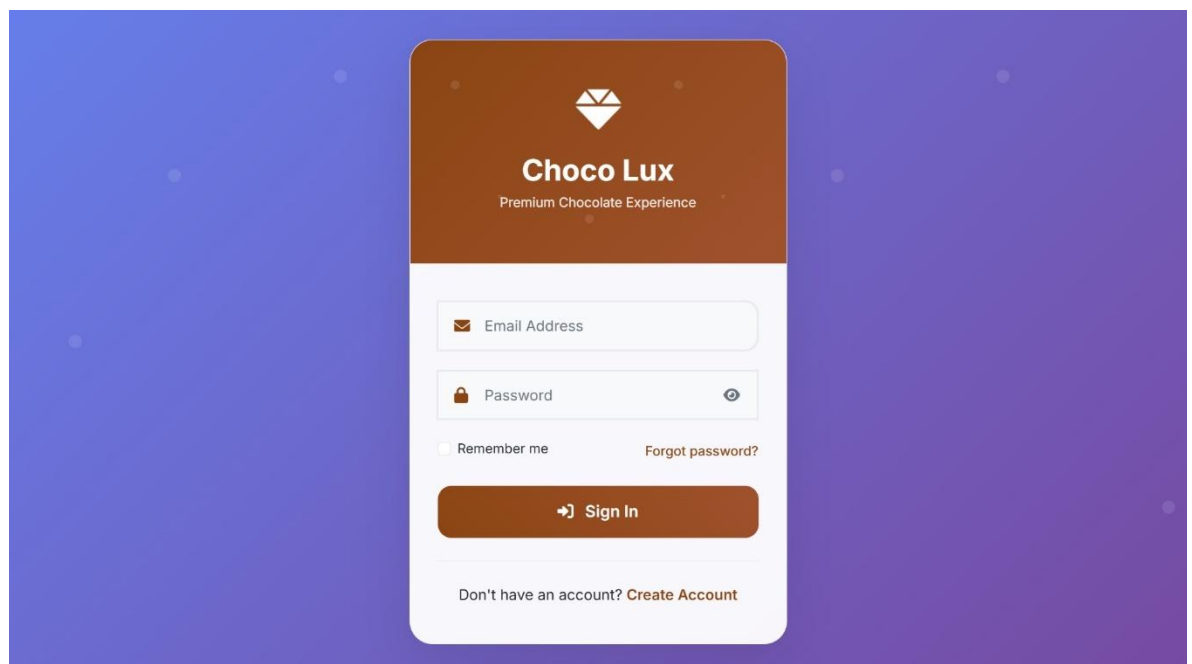 Choco Lux
Premium Chocolate Experience
Email Address
Password
Remember me
Forgot password?
Sign In
Don't have an account? Create Account